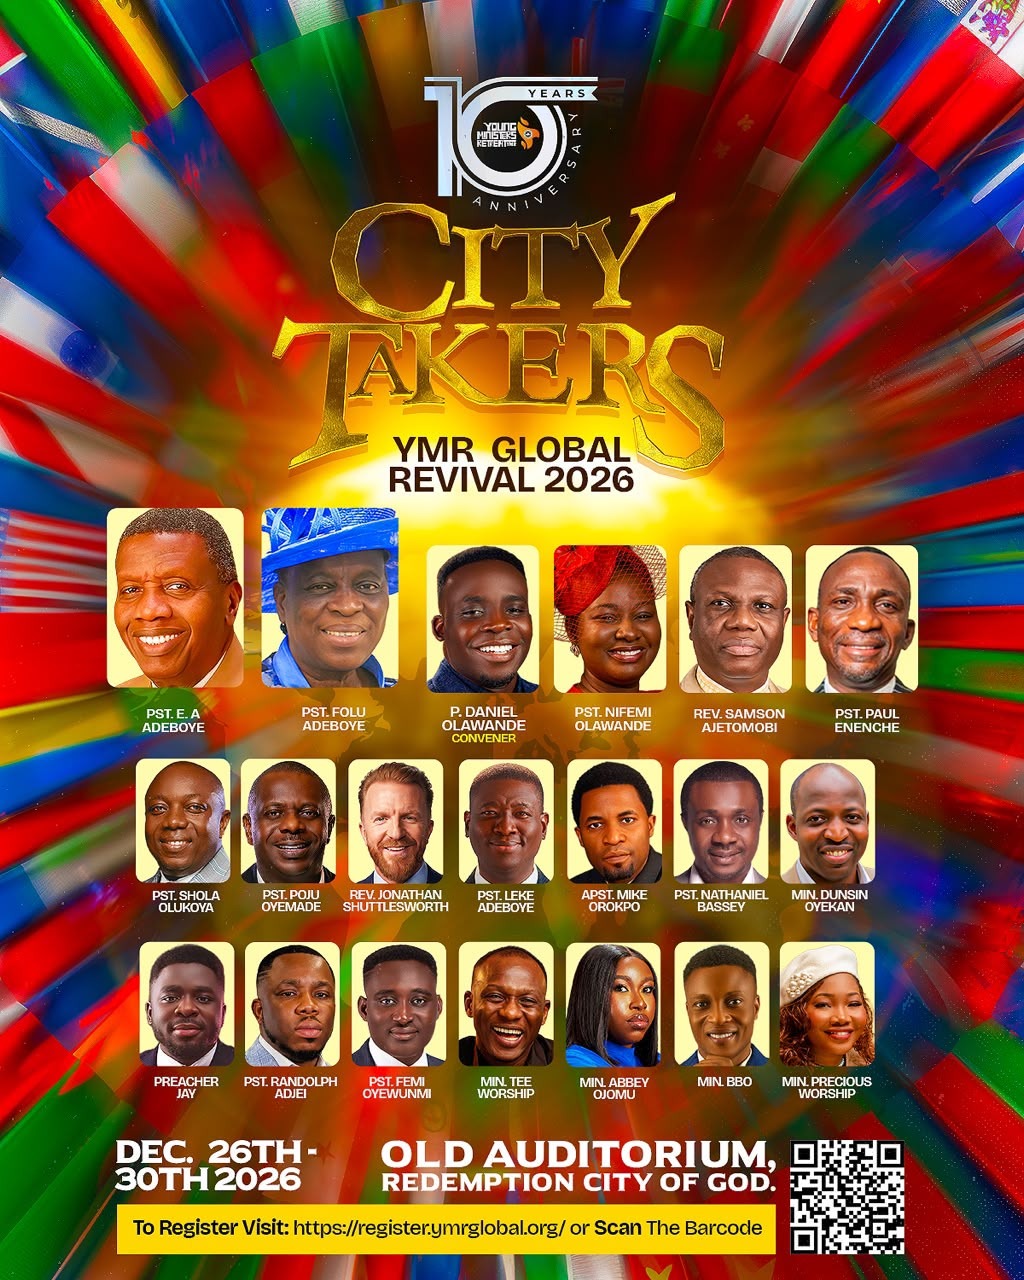 10 YEARS
YOUNG
MINISTERS
RETREAT
ANNIVERSARY
CITY
TAKERS
YMR GLOBAL
REVIVAL 2026
PST. E. A
ADEBOYE
PST. FOLU
ADEBOYE
P. DANIEL
OLAWANDE
CONVENER
PST. NIFEMI
OLAWANDE
REV. SAMSON
AJETOMOBI
PST. PAUL
ENENCHE
PST. SHOLA
OLUKOYA
PST. POJU
OYEMADE
REV. JONATHAN
SHUTTLESWORTH
PST. LEKE
ADEBOYE
APST. MIKE
OROKPO
PST. NATHANIEL
BASSEY
MIN. DUNSIN
OYEKAN
PREACHER
JAY
PST. RANDOLPH
ADJEI
PST. FEMI
OYEWUNMI
MIN. TEE
WORSHIP
MIN. ABBEY
OJOMU
MIN. BBO
MIN. PRECIOUS
WORSHIP
DEC. 26TH -
30TH 2026
OLD AUDITORIUM,
REDEMPTION CITY OF GOD.
To Register Visit: https://register.ymrglobal.org/ or Scan The Barcode